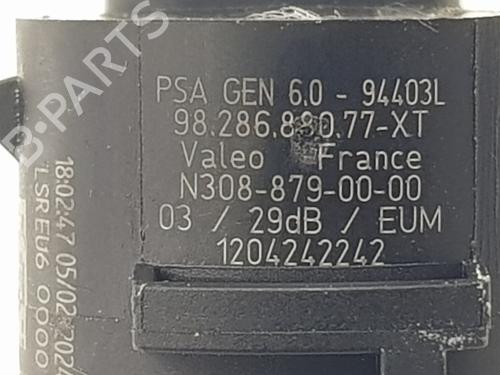 PSA GEN 6.0 - 94403L
98.286.880.77-XT
Valeo France
N308-879-00-00
03 / 29dB / EUM
1204242242
18:02:47 05/02/2024